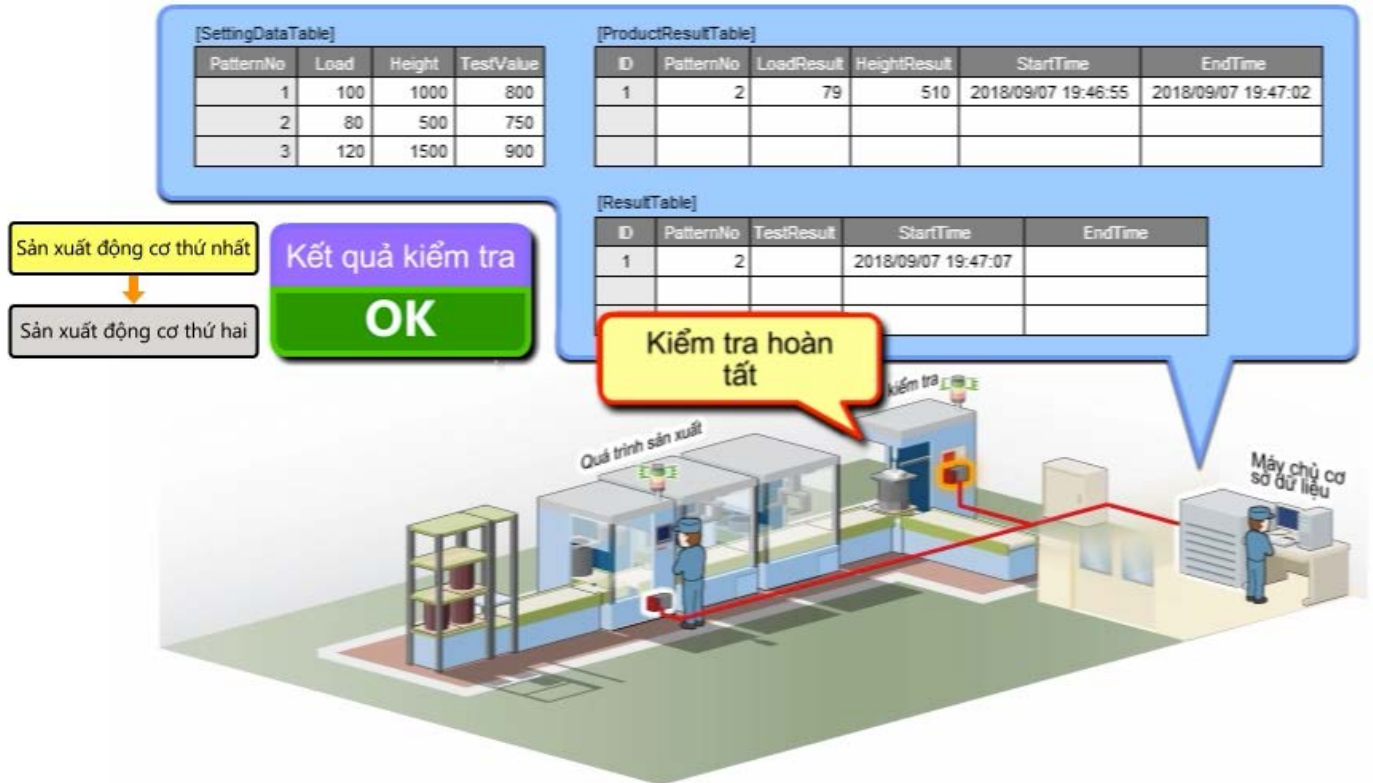 [SettingDataTable]
PatternNo Load Height TestValue
1 100 1000 800
2 80 500 750
3 120 1500 900
[ProductResultTable]
ID PatternNo LoadResult HeightResult StartTime EndTime
1 2 79 510 2018/09/07 19:46:55 2018/09/07 19:47:02
[ResultTable]
ID PatternNo TestResult StartTime EndTime
1 2 2018/09/07 19:47:07
Sản xuất động cơ thứ nhất
Sản xuất động cơ thứ hai
Kết quả kiểm tra
OK
Kiểm tra hoàn
tất
kiểm tra
Quá trình sản xuất
Máy chủ cơ
sở dữ liệu